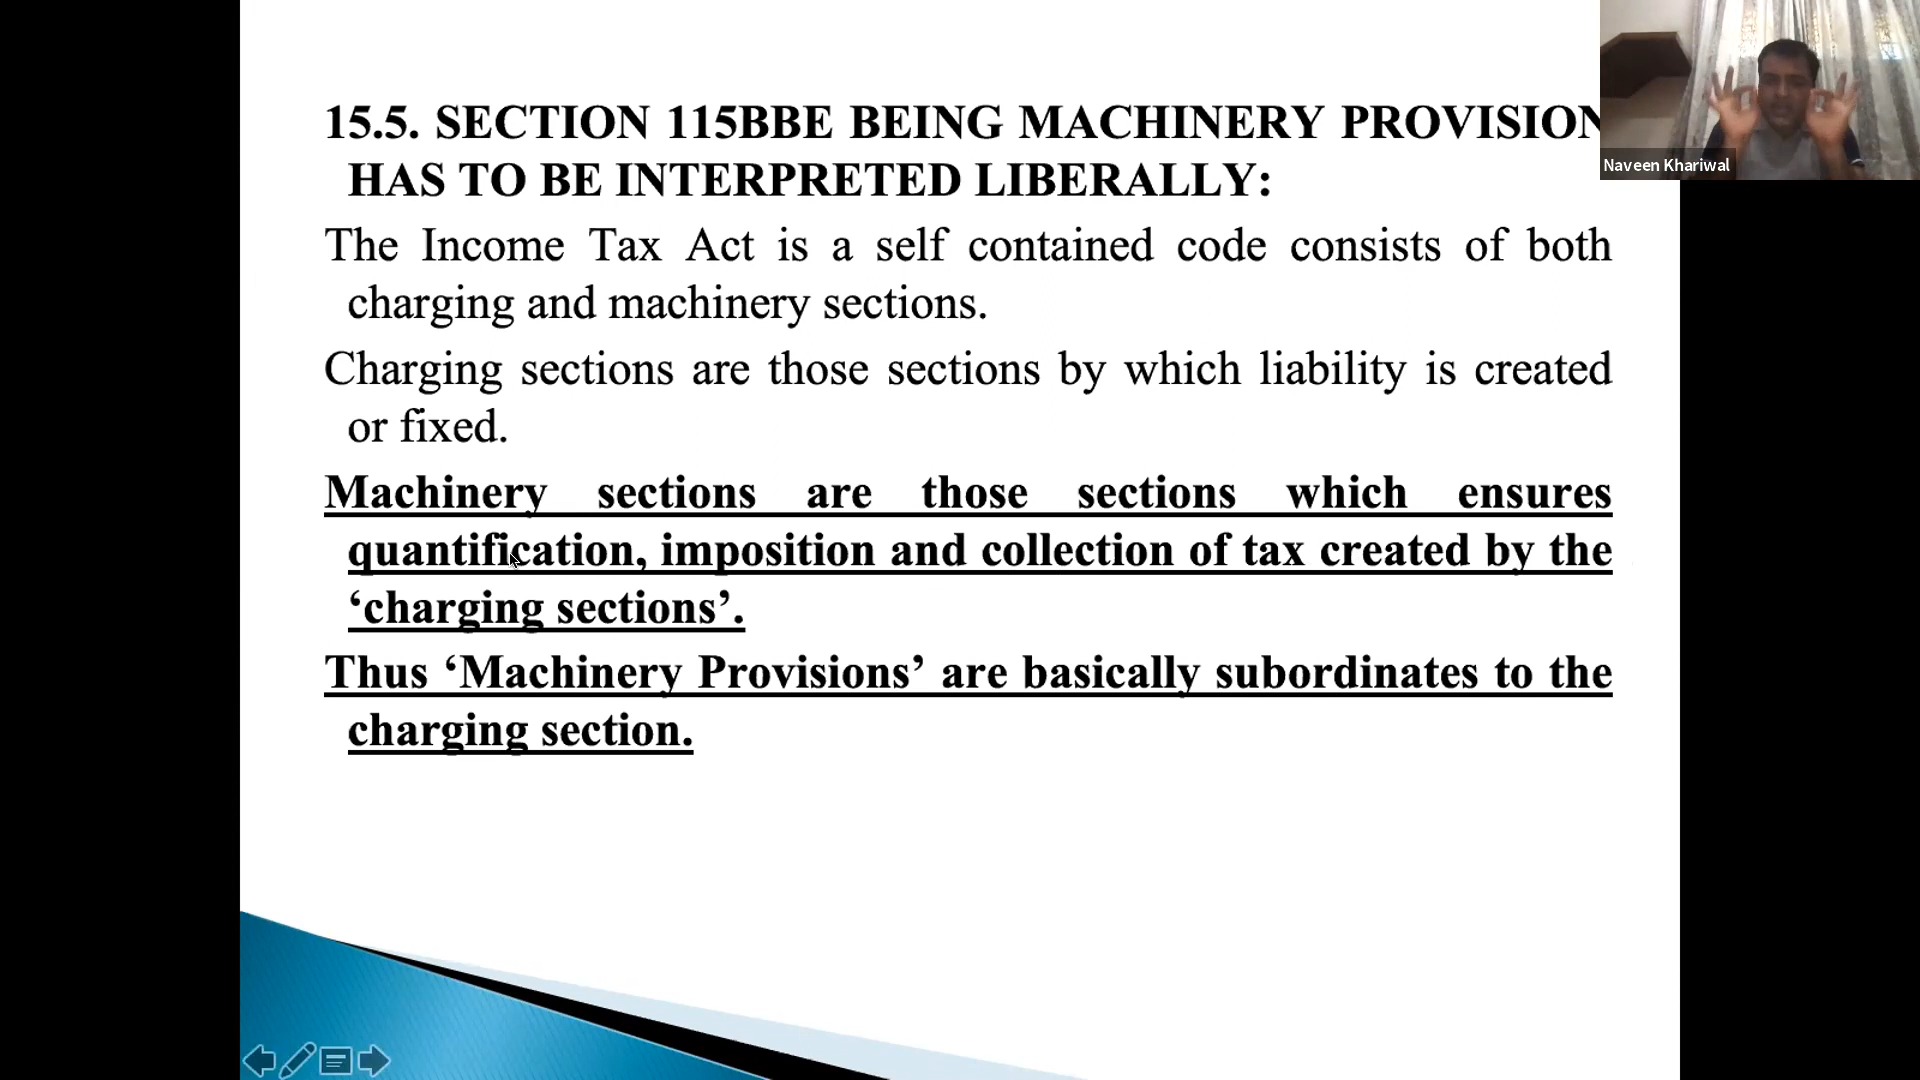 15.5. SECTION 115BBE BEING MACHINERY PROVISION
HAS TO BE INTERPRETED LIBERALLY:
The Income Tax Act is a self contained code consists of both
charging and machinery sections.
Charging sections are those sections by which liability is created
or fixed.
Machinery sections are those sections which ensures
quantification, imposition and collection of tax created by the
‘charging sections’.
Thus ‘Machinery Provisions’ are basically subordinates to the
charging section.
Naveen Khariwal